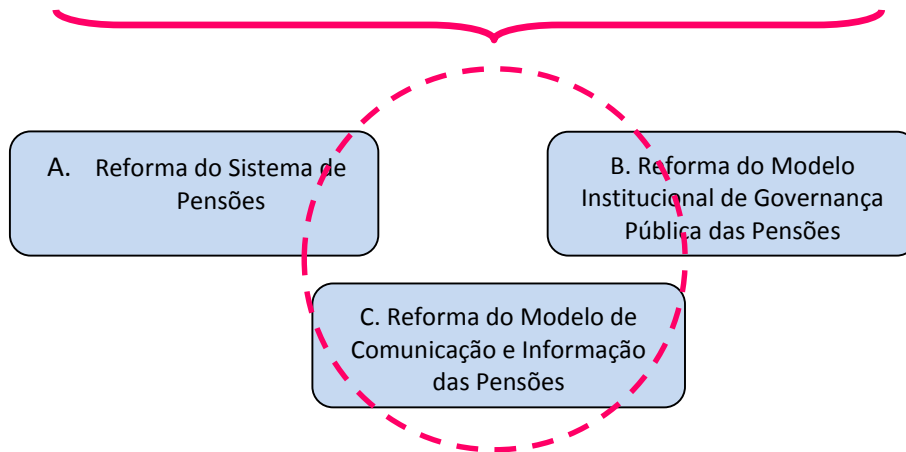 A. Reforma do Sistema de
Pensões
B. Reforma do Modelo
Institucional de Governança
Pública das Pensões
C. Reforma do Modelo de
Comunicação e Informação
das Pensões